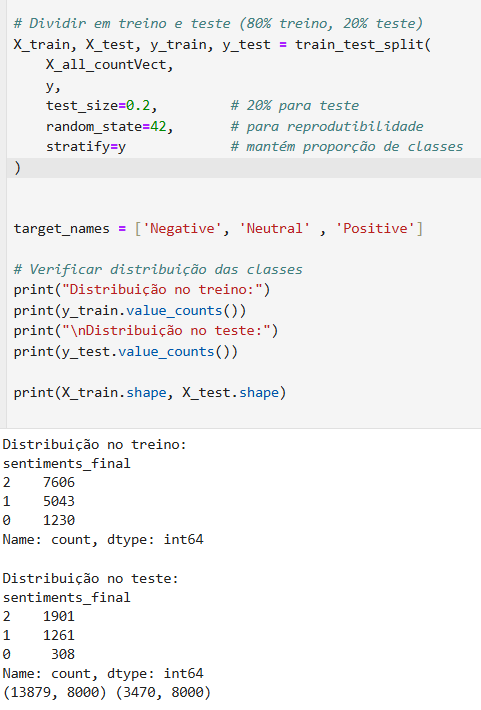 # Dividir em treino e teste (80% treino, 20% teste)
X_train, X_test, y_train, y_test = train_test_split(
    X_all_countVect,
    y,
    test_size=0.2,         # 20% para teste
    random_state=42,       # para reprodutibilidade
    stratify=y             # mantém proporção de classes
)
target_names = ['Negative', 'Neutral' , 'Positive']
# Verificar distribuição das classes
print("Distribuição no treino:")
print(y_train.value_counts())
print("\nDistribuição no teste:")
print(y_test.value_counts())
print(X_train.shape, X_test.shape)
Distribuição no treino:
sentiments_final
2    7606
1    5043
0    1230
Name: count, dtype: int64
Distribuição no teste:
sentiments_final
2    1901
1    1261
0     308
Name: count, dtype: int64
(13879, 8000) (3470, 8000)